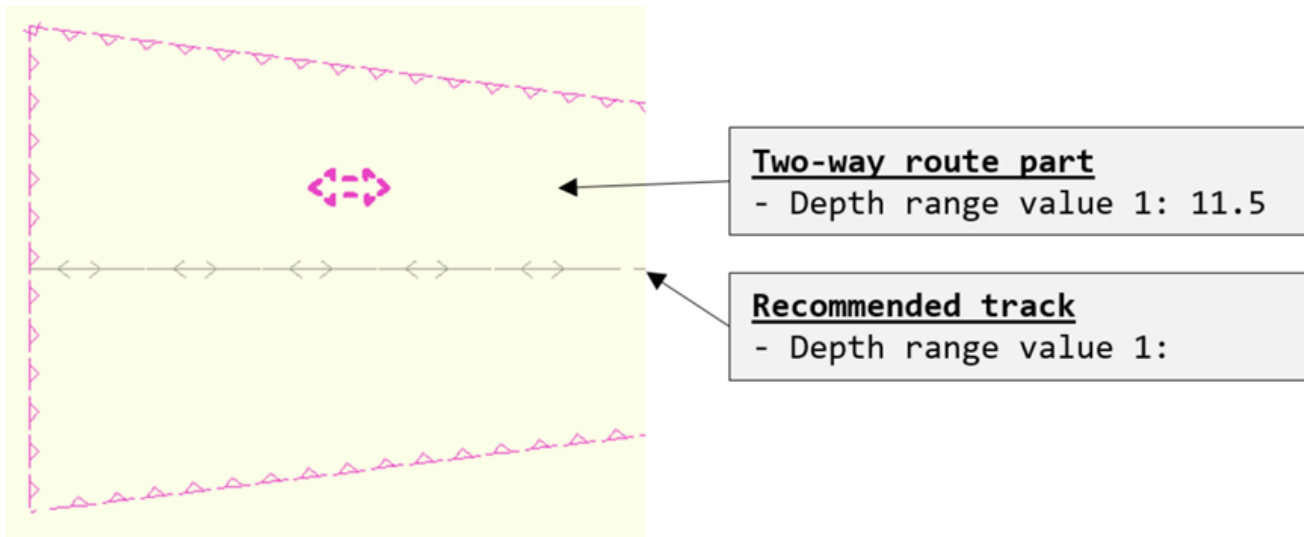 Two-way route part
- Depth range value 1: 11.5
Recommended track
- Depth range value 1: